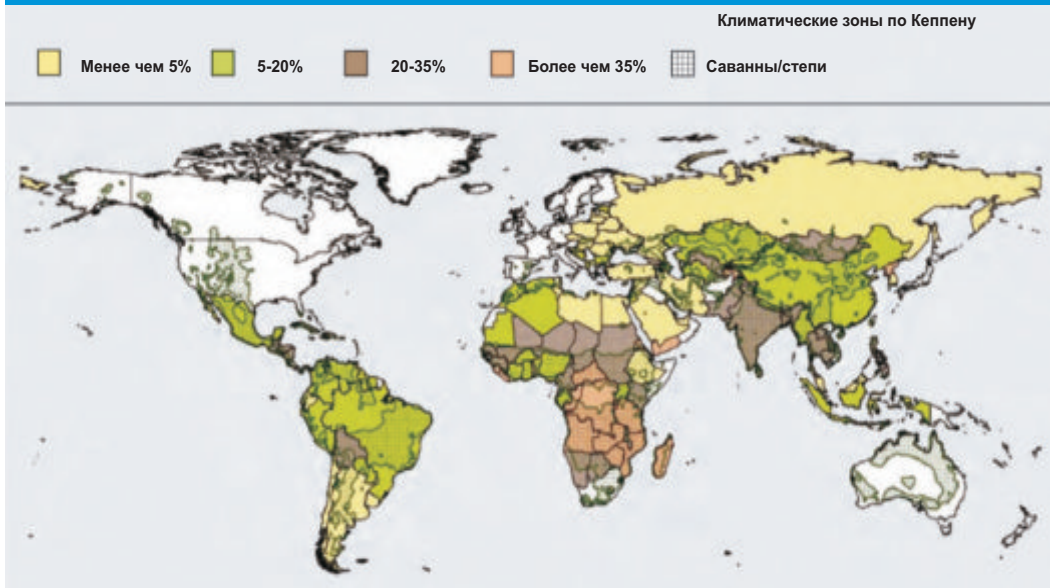 Климатические зоны по Кеппену
Менее чем 5% 5-20% 20-35% Более чем 35% Саванны/степи